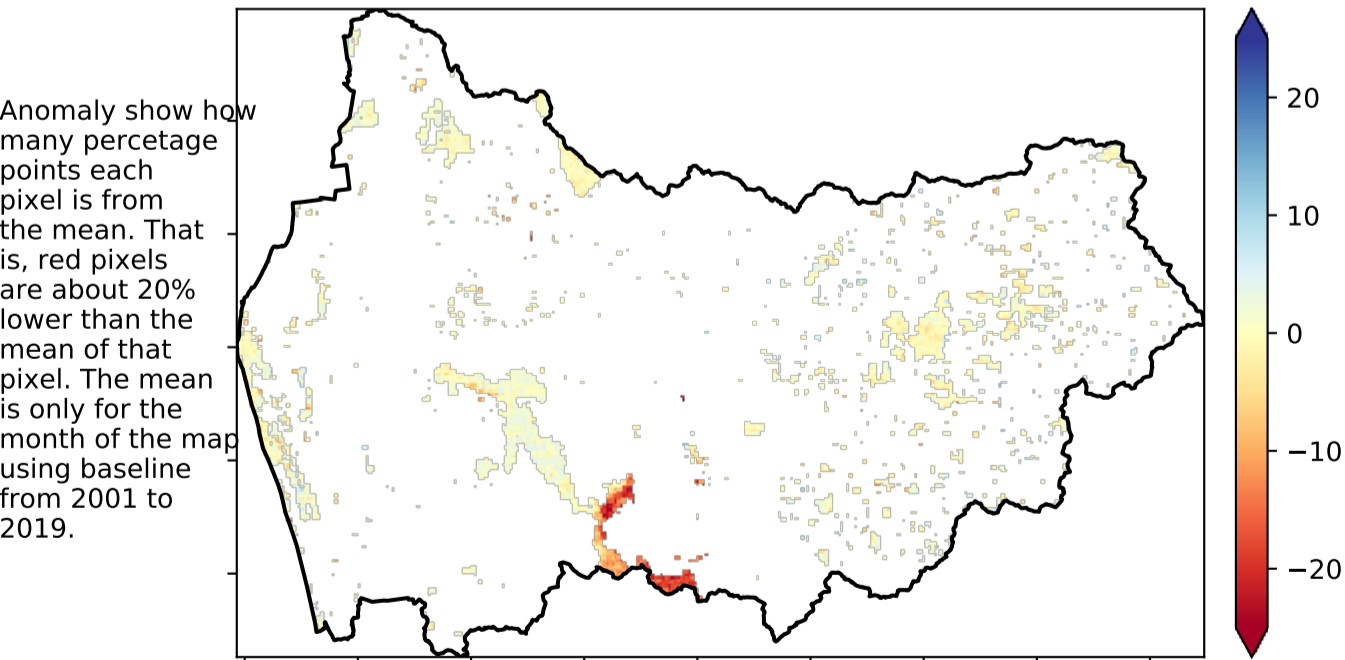 Anomaly show how
many percetage
points each
pixel is from
the mean. That
is, red pixels
are about 20%
lower than the
mean of that
pixel. The mean
is only for the
month of the map
using baseline
from 2001 to
2019.
20
10
0
−10
−20